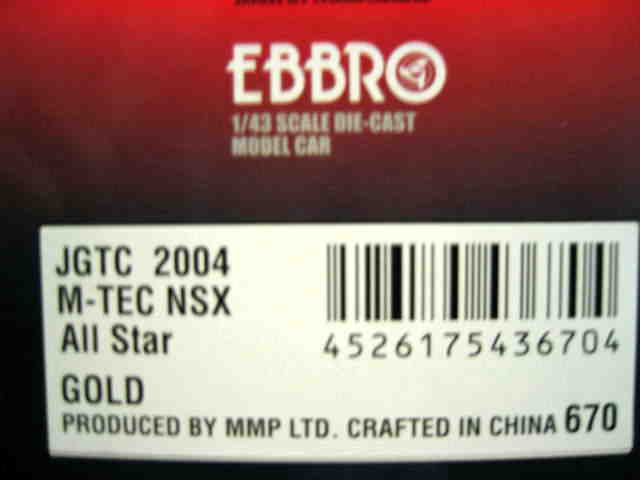 EBBRO
1/43 SCALE DIE-CAST
MODEL CAR
JGTC 2004
M-TEC NSX
All Star
4526175436704
GOLD
PRODUCED BY MMP LTD. CRAFTED IN CHINA 670